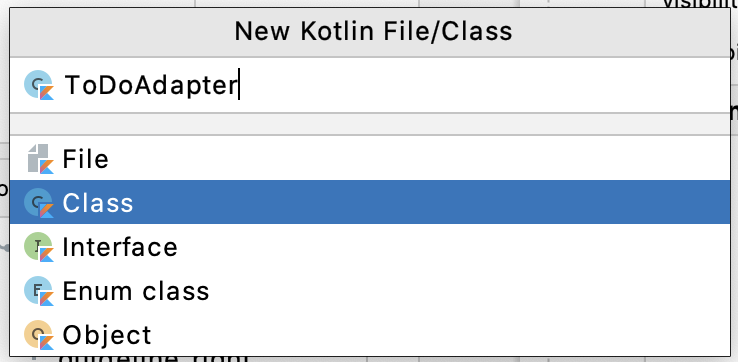 New Kotlin File/Class
ToDoAdapter
File
Class
Interface
Enum class
Object